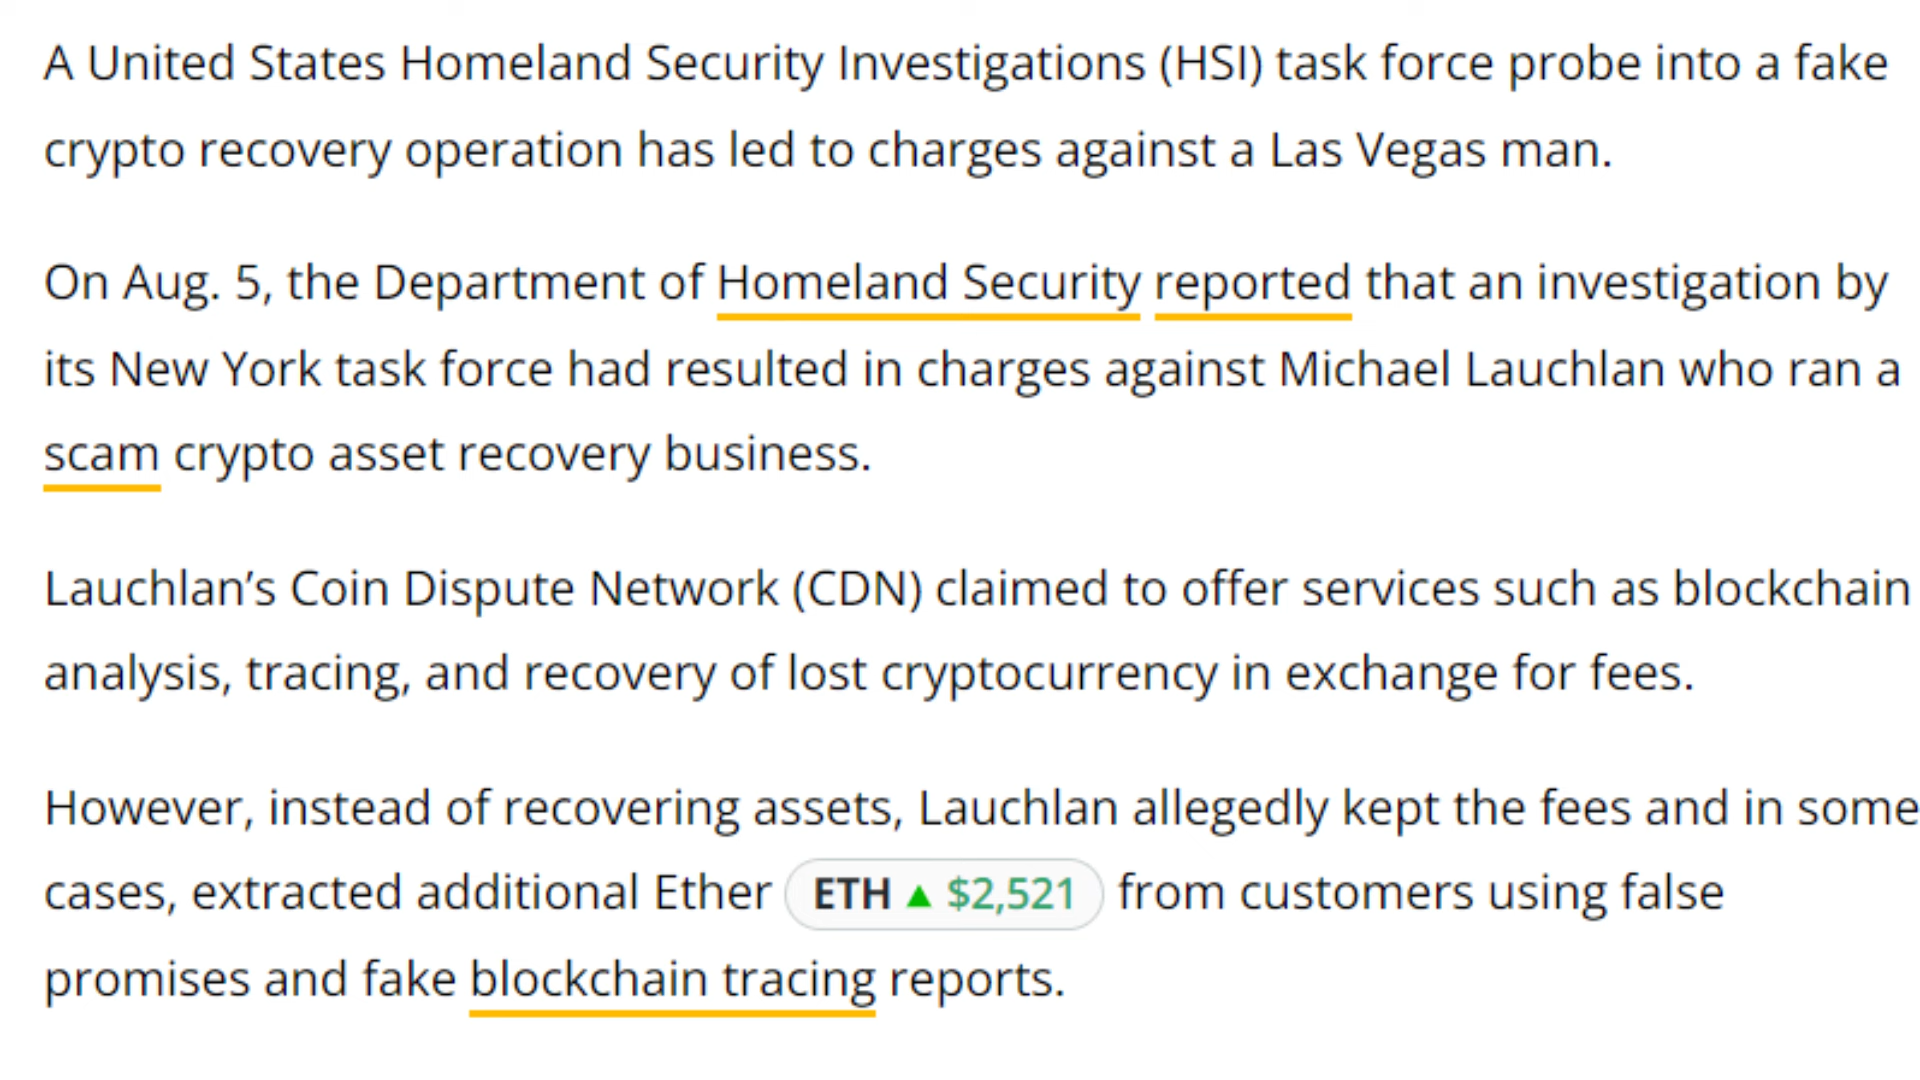 A United States Homeland Security Investigations (HSI) task force probe into a fake
crypto recovery operation has led to charges against a Las Vegas man.
On Aug. 5, the Department of Homeland Security reported that an investigation by
its New York task force had resulted in charges against Michael Lauchlan who ran a
scam crypto asset recovery business.
Lauchlan’s Coin Dispute Network (CDN) claimed to offer services such as blockchain
analysis, tracing, and recovery of lost cryptocurrency in exchange for fees.
However, instead of recovering assets, Lauchlan allegedly kept the fees and in some
cases, extracted additional Ether ETH ▲ $2,521 from customers using false
promises and fake blockchain tracing reports.